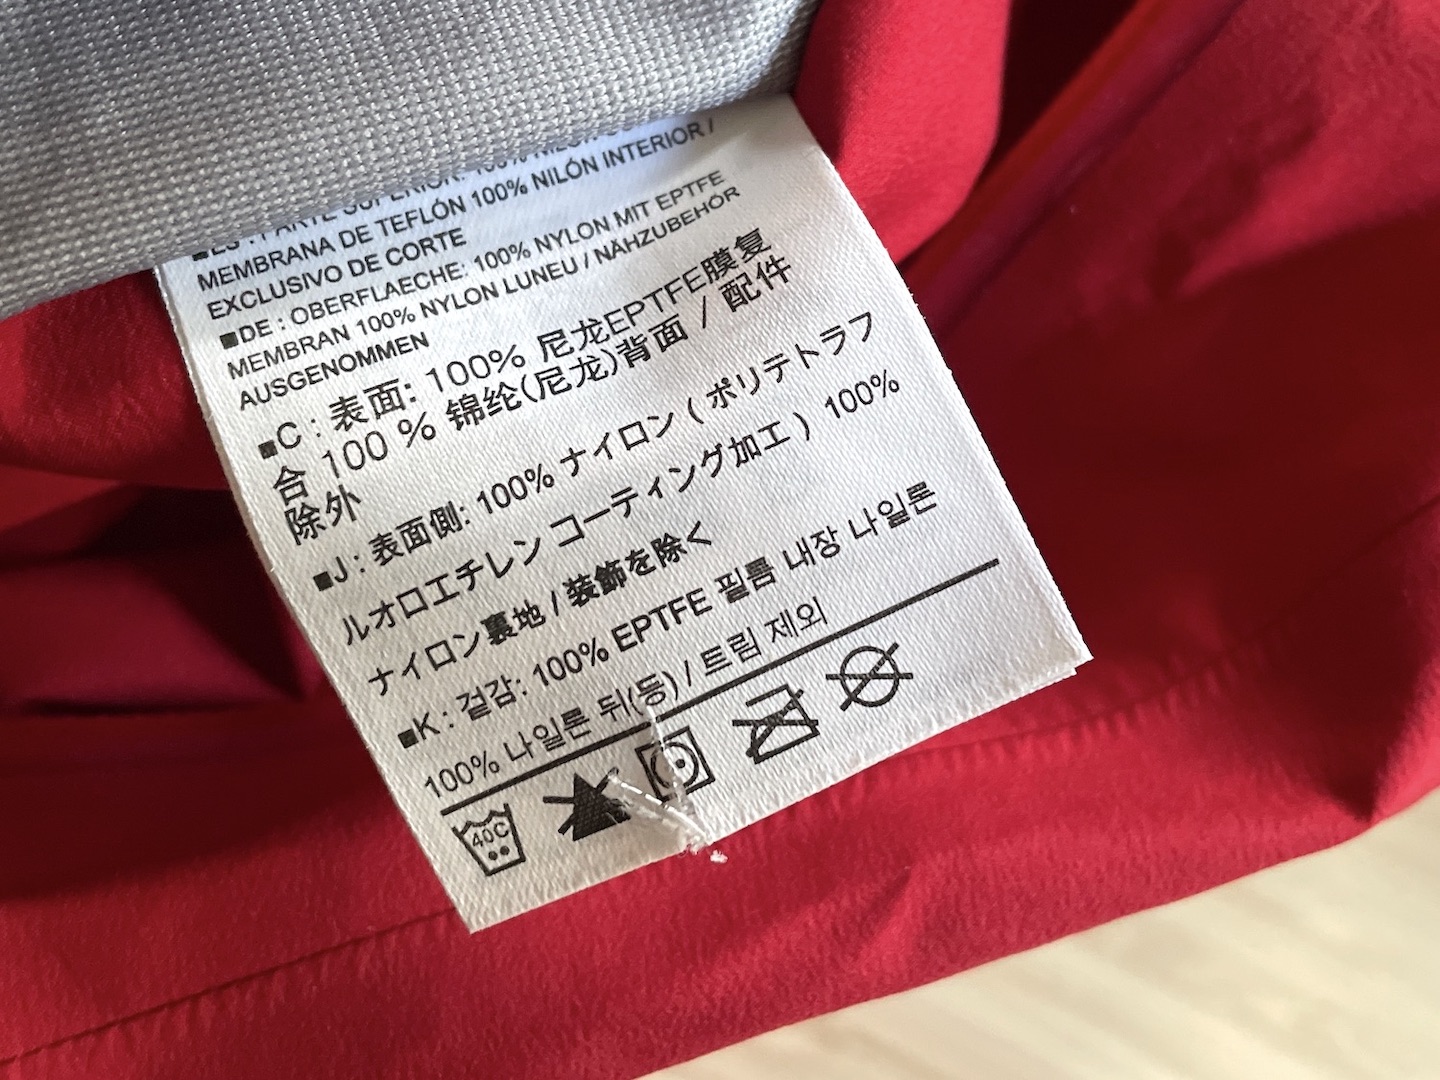 ■ES : PARTE SUPERIOR: 100%
MEMBRANA DE TEFLÓN 100% NILÓN INTERIOR /
EXCLUSIVO DE CORTE
■DE : OBERFLAECHE: 100% NYLON MIT EPTFE
MEMBRAN 100% NYLON LUNEU / NÄHZUBEHÖR
AUSGENOMMEN
■C : 表面: 100% 尼龙EPTFE膜复
合 100 % 锦纶(尼龙)背面 / 配件
除外
■J : 表面側: 100% ナイロン ( ポリテトラフ
ルオロエチレン コーティング加工 ) 100%
ナイロン裏地 / 装飾を除く
■K : 겉감: 100% EPTFE 필름 내장 나일론
100% 나일론 뒤(등) / 트림 제외
40C